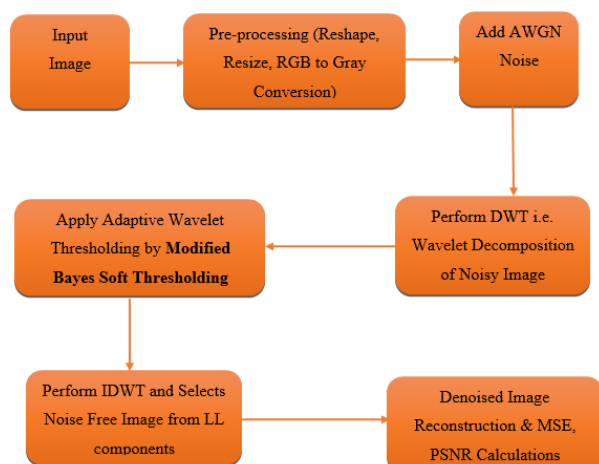 Input
Image
Pre-processing (Reshape,
Resize, RGB to Gray
Conversion)
Add AWGN
Noise
Perform DWT i.e.
Wavelet Decomposition
of Noisy Image
Apply Adaptive Wavelet
Thresholding by Modified
Bayes Soft Thresholding
Perform IDWT and Selects
Noise Free Image from LL
components
Denoised Image
Reconstruction & MSE,
PSNR Calculations